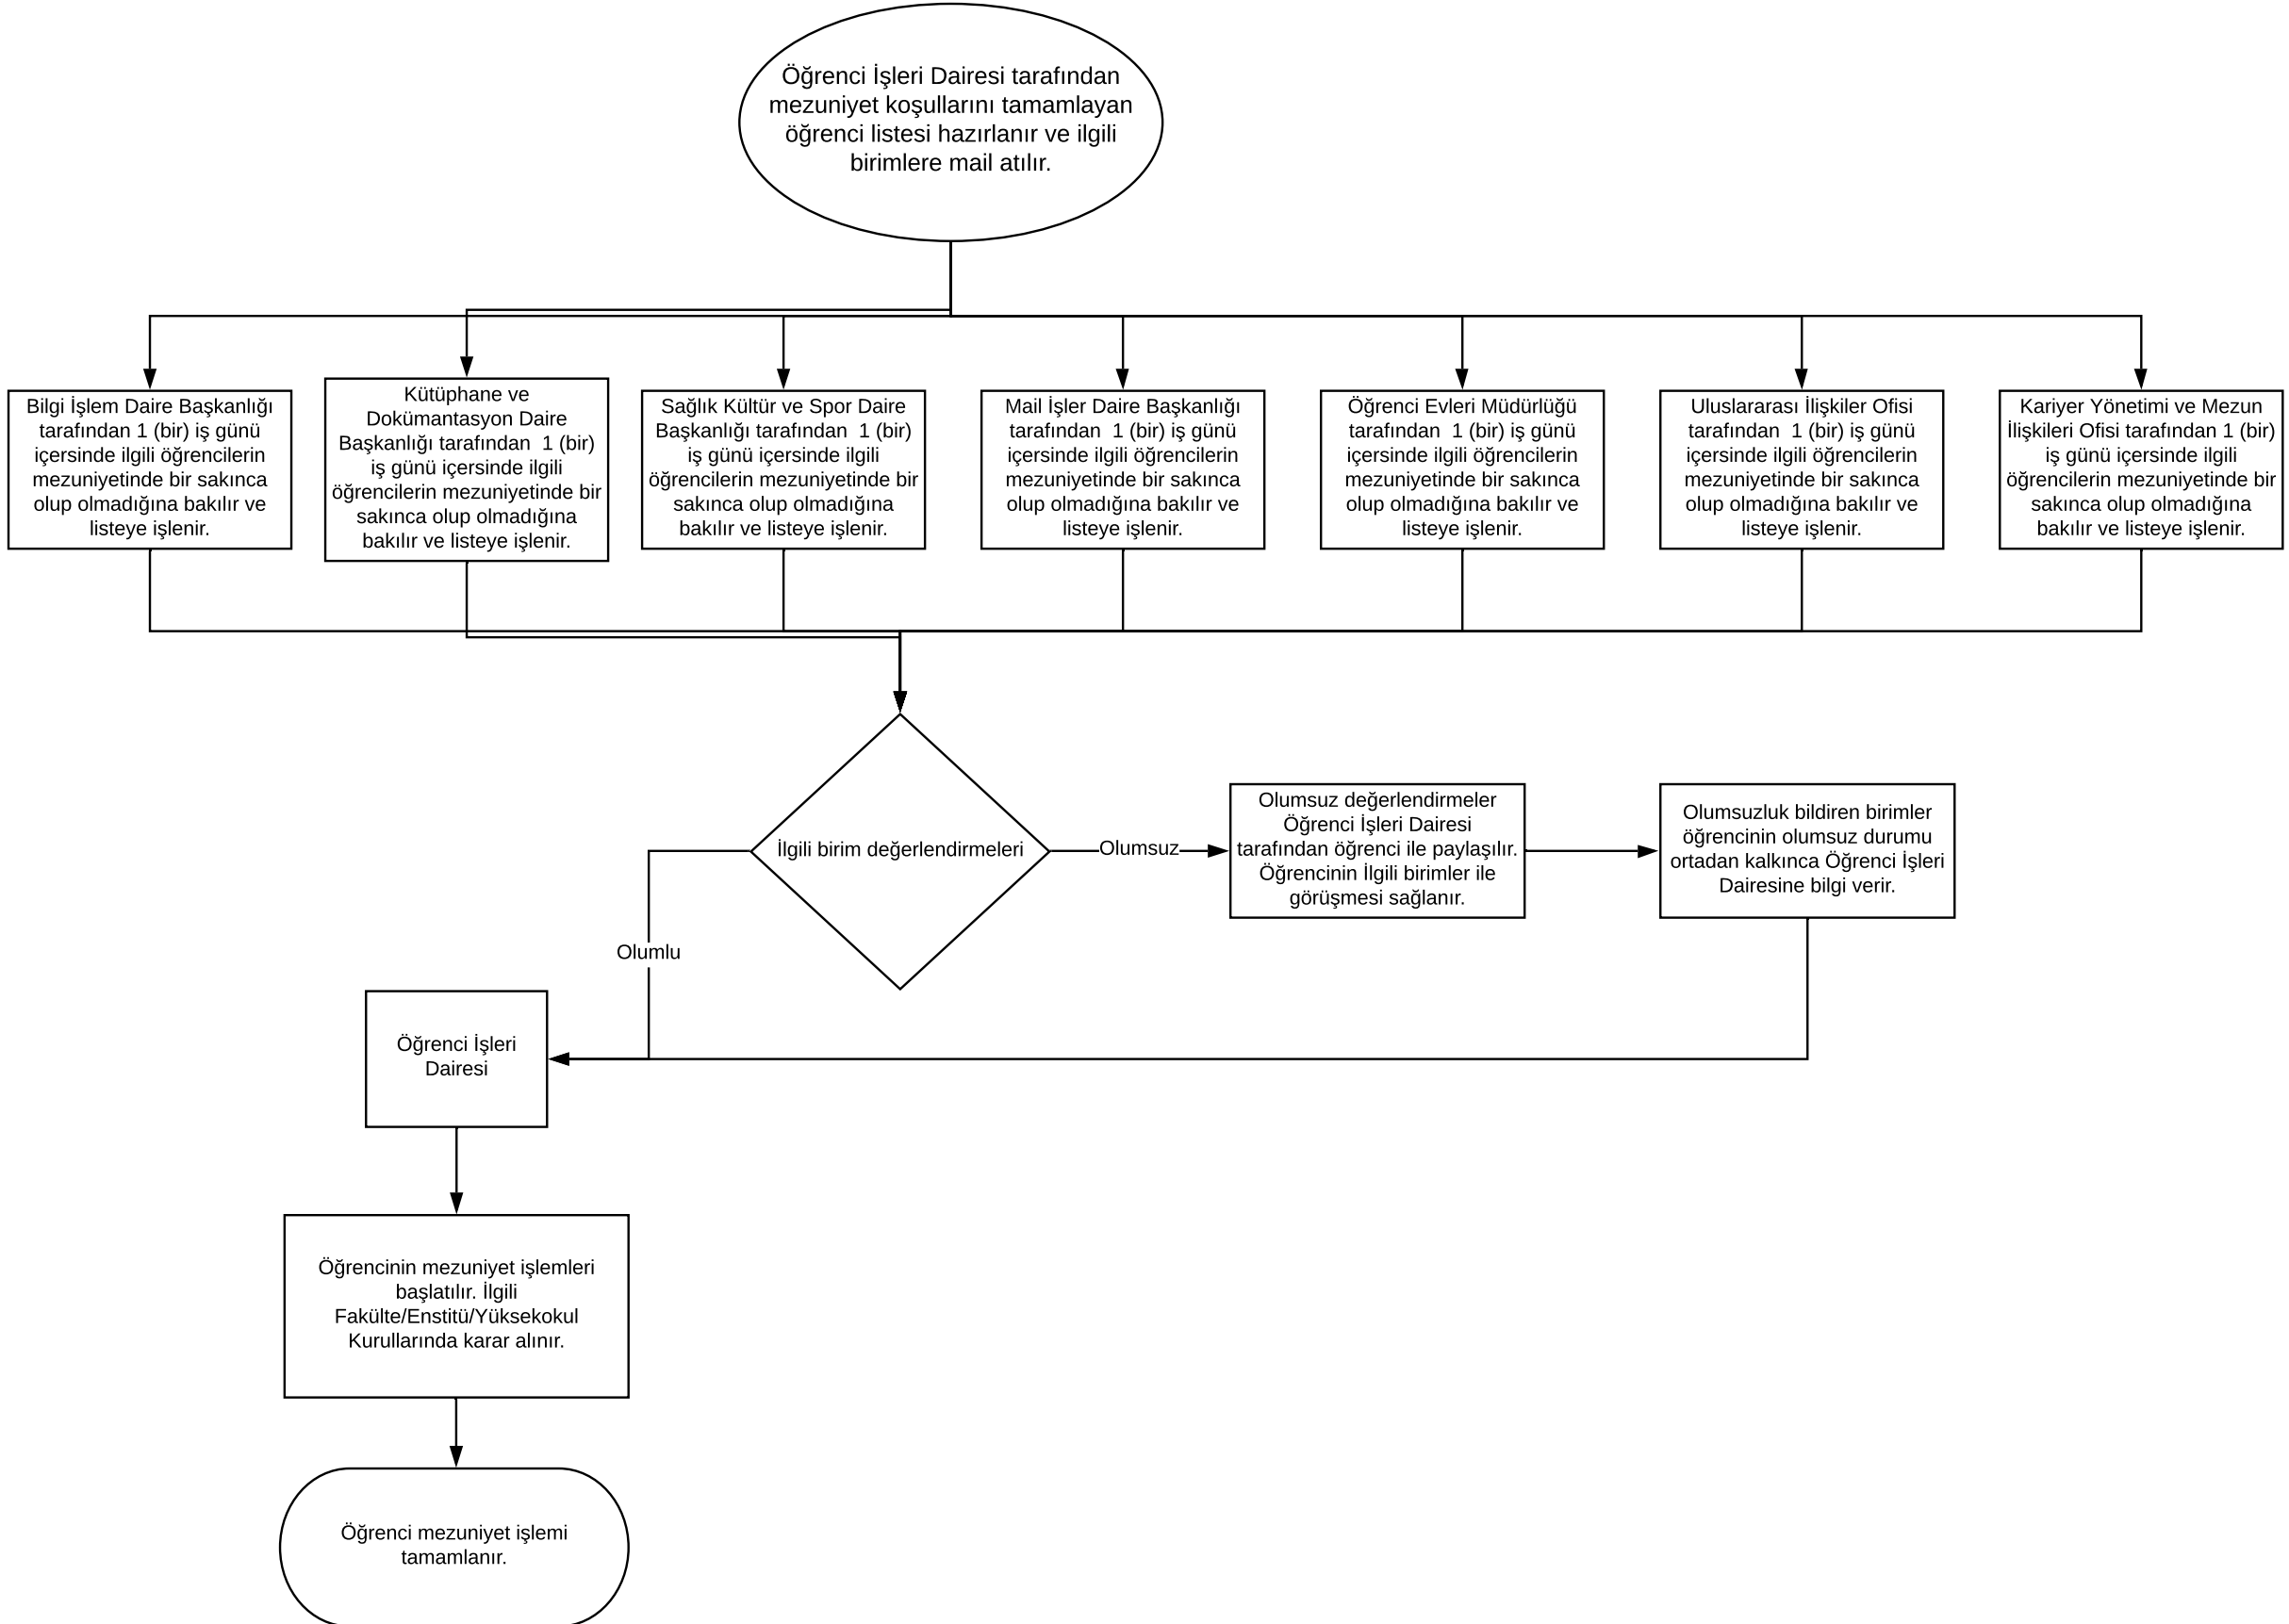 Öğrenci İşleri Dairesi tarafından
mezuniyet koşullarını tamamlayan
öğrenci listesi hazırlanır ve ilgili
birimlere mail atılır.
Bilgi İşlem Daire Başkanlığı
tarafından 1 (bir) iş günü
içersinde ilgili öğrencilerin
mezuniyetinde bir sakınca
olup olmadığına bakılır ve
listeye işlenir.
Kütüphane ve
Dokümantasyon Daire
Başkanlığı tarafından 1 (bir)
iş günü içersinde ilgili
öğrencilerin mezuniyetinde bir
sakınca olup olmadığına
bakılır ve listeye işlenir.
Sağlık Kültür ve Spor Daire
Başkanlığı tarafından 1 (bir)
iş günü içersinde ilgili
öğrencilerin mezuniyetinde bir
sakınca olup olmadığına
bakılır ve listeye işlenir.
Mail İşler Daire Başkanlığı
tarafından 1 (bir) iş günü
içersinde ilgili öğrencilerin
mezuniyetinde bir sakınca
olup olmadığına bakılır ve
listeye işlenir.
Öğrenci Evleri Müdürlüğü
tarafından 1 (bir) iş günü
içersinde ilgili öğrencilerin
mezuniyetinde bir sakınca
olup olmadığına bakılır ve
listeye işlenir.
Uluslararası İlişkiler Ofisi
tarafından 1 (bir) iş günü
içersinde ilgili öğrencilerin
mezuniyetinde bir sakınca
olup olmadığına bakılır ve
listeye işlenir.
Kariyer Yönetimi ve Mezun
İlişkileri Ofisi tarafından 1 (bir)
iş günü içersinde ilgili
öğrencilerin mezuniyetinde bir
sakınca olup olmadığına
bakılır ve listeye işlenir.
İlgili birim değerlendirmeleri
Olumsuz
Olumsuz değerlendirmeler
Öğrenci İşleri Dairesi
tarafından öğrenci ile paylaşılır.
Öğrencinin İlgili birimler ile
görüşmesi sağlanır.
Olumsuzluk bildiren birimler
öğrencinin olumsuz durumu
ortadan kalkınca Öğrenci İşleri
Dairesine bilgi verir.
Olumlu
Öğrenci İşleri
Dairesi
Öğrencinin mezuniyet işlemleri
başlatılır. İlgili
Fakülte/Enstitü/Yüksekokul
Kurullarında karar alınır.
Öğrenci mezuniyet işlemi
tamamlanır.